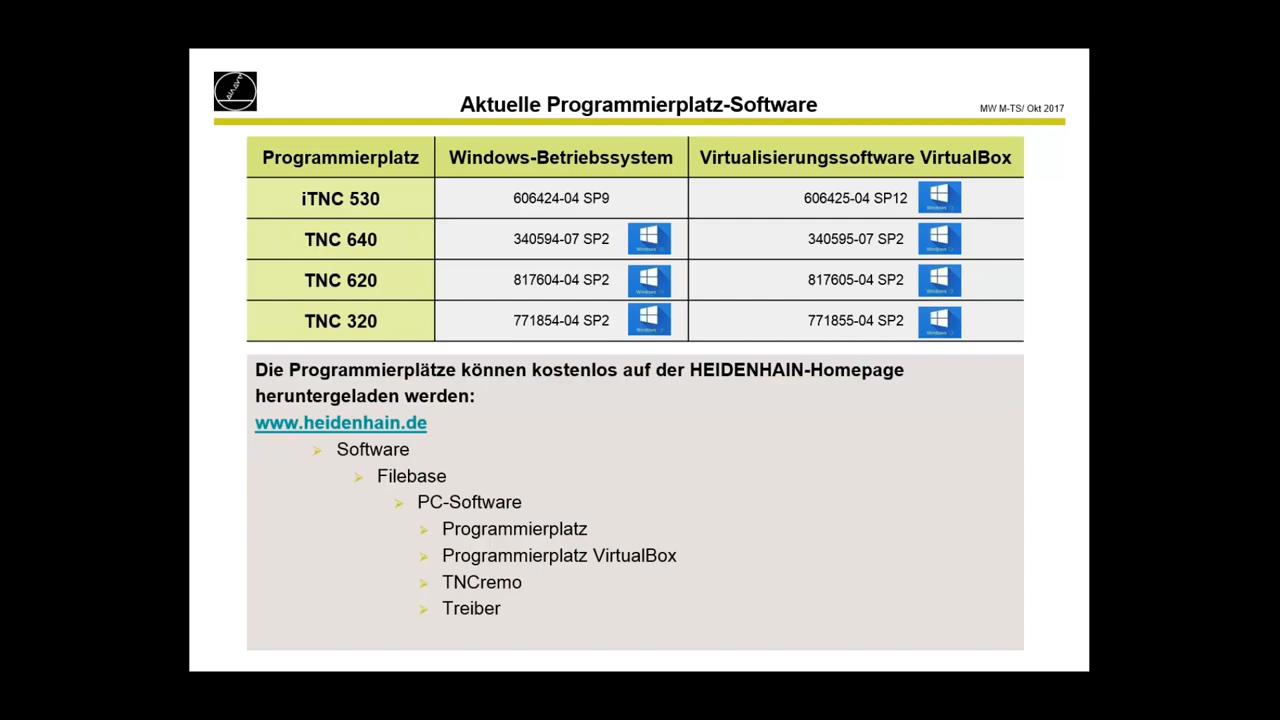 Aktuelle Programmierplatz-Software
MW M-TS/ Okt 2017
Programmierplatz Windows-Betriebssystem Virtualisierungssoftware VirtualBox
iTNC 530 606424-04 SP9 606425-04 SP12
TNC 640 340594-07 SP2 340595-07 SP2
TNC 620 817604-04 SP2 817605-04 SP2
TNC 320 771854-04 SP2 771855-04 SP2
Die Programmierplätze können kostenlos auf der HEIDENHAIN-Homepage
heruntergeladen werden:
www.heidenhain.de
Software
Filebase
PC-Software
Programmierplatz
Programmierplatz VirtualBox
TNCremo
Treiber